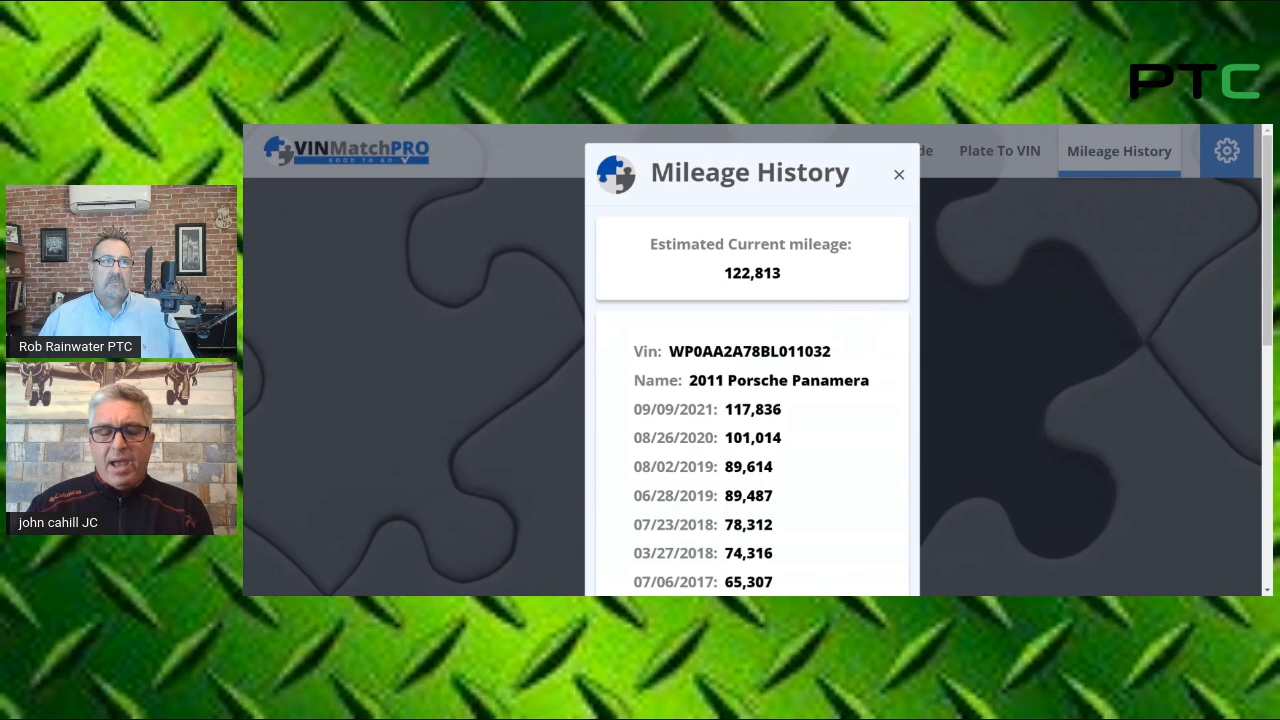 PTC
VINMatchPRO
GOOD TO GO
de
Plate To VIN
Mileage History
Mileage History
×
Estimated Current mileage:
122,813
Vin: WP0AA2A78BL011032
Name: 2011 Porsche Panamera
09/09/2021: 117,836
08/26/2020: 101,014
08/02/2019: 89,614
06/28/2019: 89,487
07/23/2018: 78,312
03/27/2018: 74,316
07/06/2017: 65,307
Rob Rainwater PTC
Columbia
john cahill JC